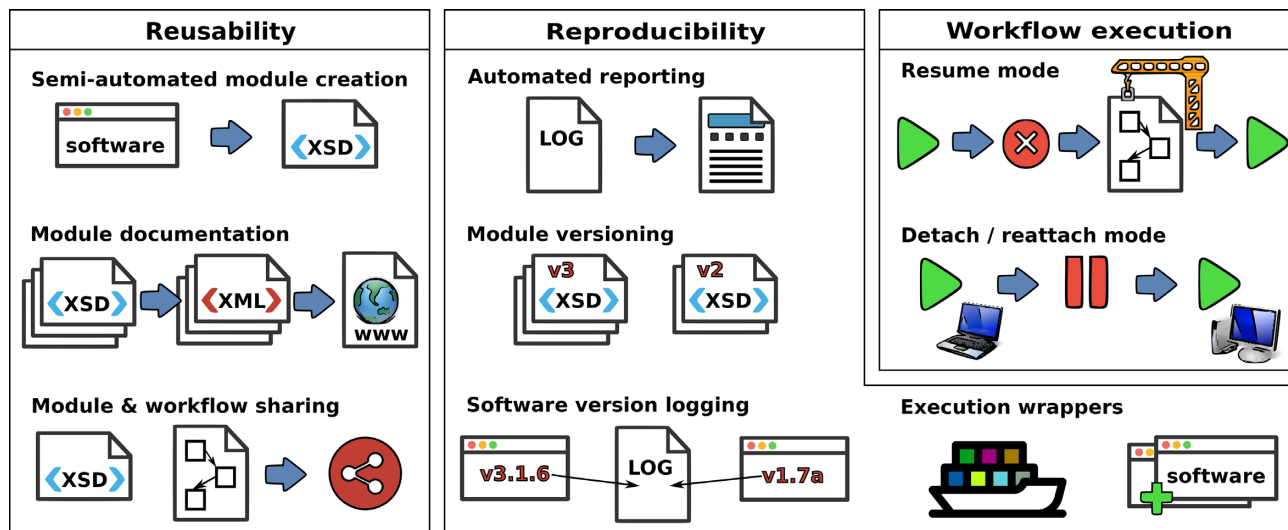 Reusability
Semi-automated module creation
software
XSD
Module documentation
XSD
XML
www
Module & workflow sharing
XSD
Reproducibility
Automated reporting
LOG
Module versioning
v3
XSD
v2
XSD
Software version logging
v3.1.6
LOG
v1.7a
Workflow execution
Resume mode
Detach / reattach mode
Execution wrappers
software